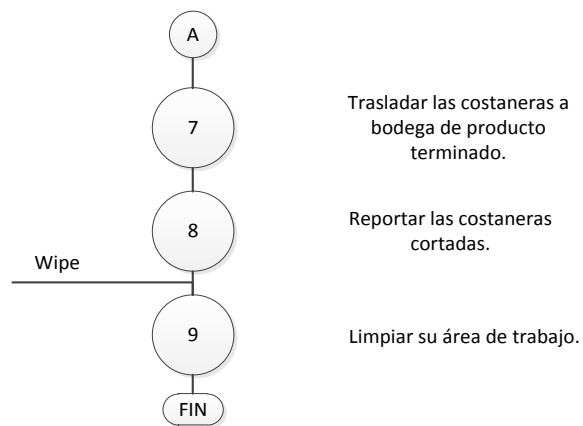 A
7
Trasladar las costaneras a
bodega de producto
terminado.
8
Reportar las costaneras
cortadas.
Wipe
9
Limpiar su área de trabajo.
FIN